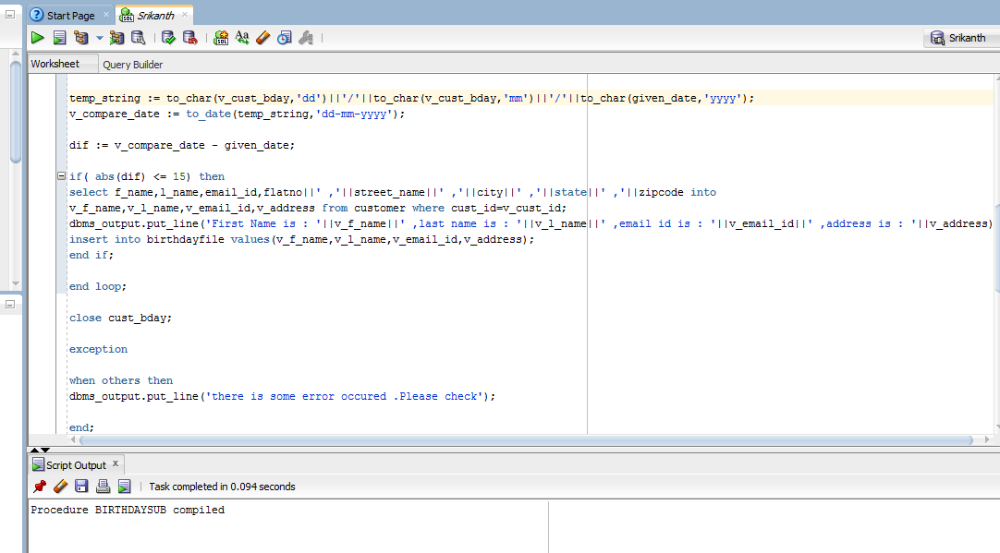 Start Page
Srikanth
Srikanth
Worksheet
Query Builder
temp_string := to_char(v_cust_bday,'dd')||'/'||to_char(v_cust_bday,'mm')||'/'||to_char(given_date,'yyyy');
v_compare_date := to_date(temp_string,'dd-mm-yyyy');
dif := v_compare_date - given_date;
if( abs(dif) <= 15) then
select f_name,l_name,email_id,flatno||' ,'||street_name||' ,'||city||' ,'||state||' ,'||zipcode into
v_f_name,v_l_name,v_email_id,v_address from customer where cust_id=v_cust_id;
dbms_output.put_line('First Name is : '||v_f_name||' ,last name is : '||v_l_name||' ,email id is : '||v_email_id||' ,address is : '||v_address)
insert into birthdayfile values(v_f_name,v_l_name,v_email_id,v_address);
end if;
end loop;
close cust_bday;
exception
when others then
dbms_output.put_line('there is some error occured .Please check');
end;
Script Output
Task completed in 0.094 seconds
Procedure BIRTHDAYSUB compiled